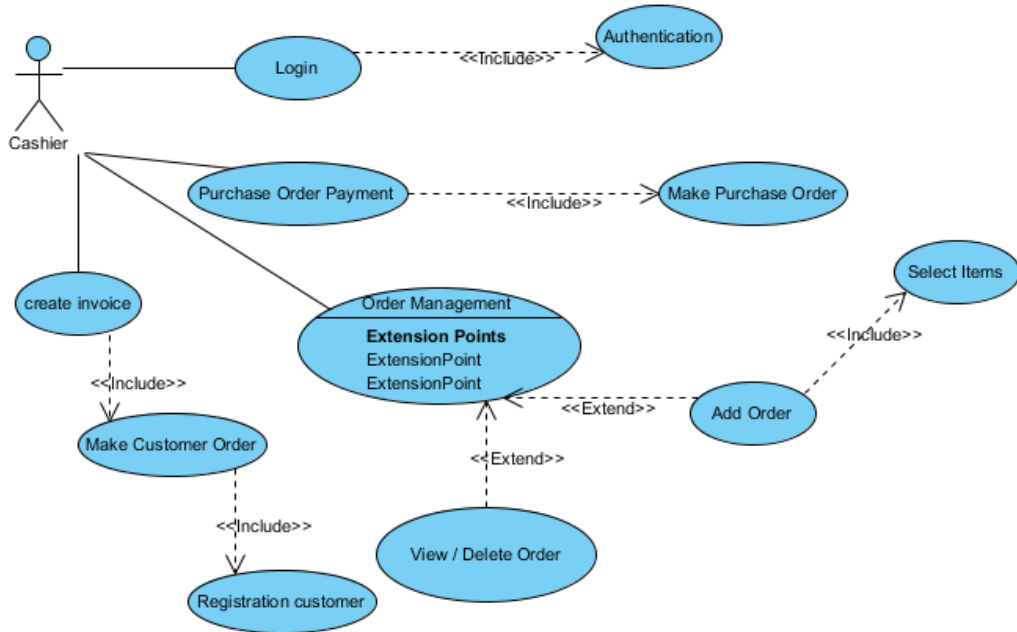 Authentication
<<Include>>
Login
Cashier
Purchase Order Payment
<<Include>>
Make Purchase Order
Select Items
create invoice
Order Management
Extension Points
ExtensionPoint
ExtensionPoint
<<Include>>
<<Include>>
<<Extend>>
Add Order
Make Customer Order
<<Extend>>
<<Include>>
View / Delete Order
Registration customer